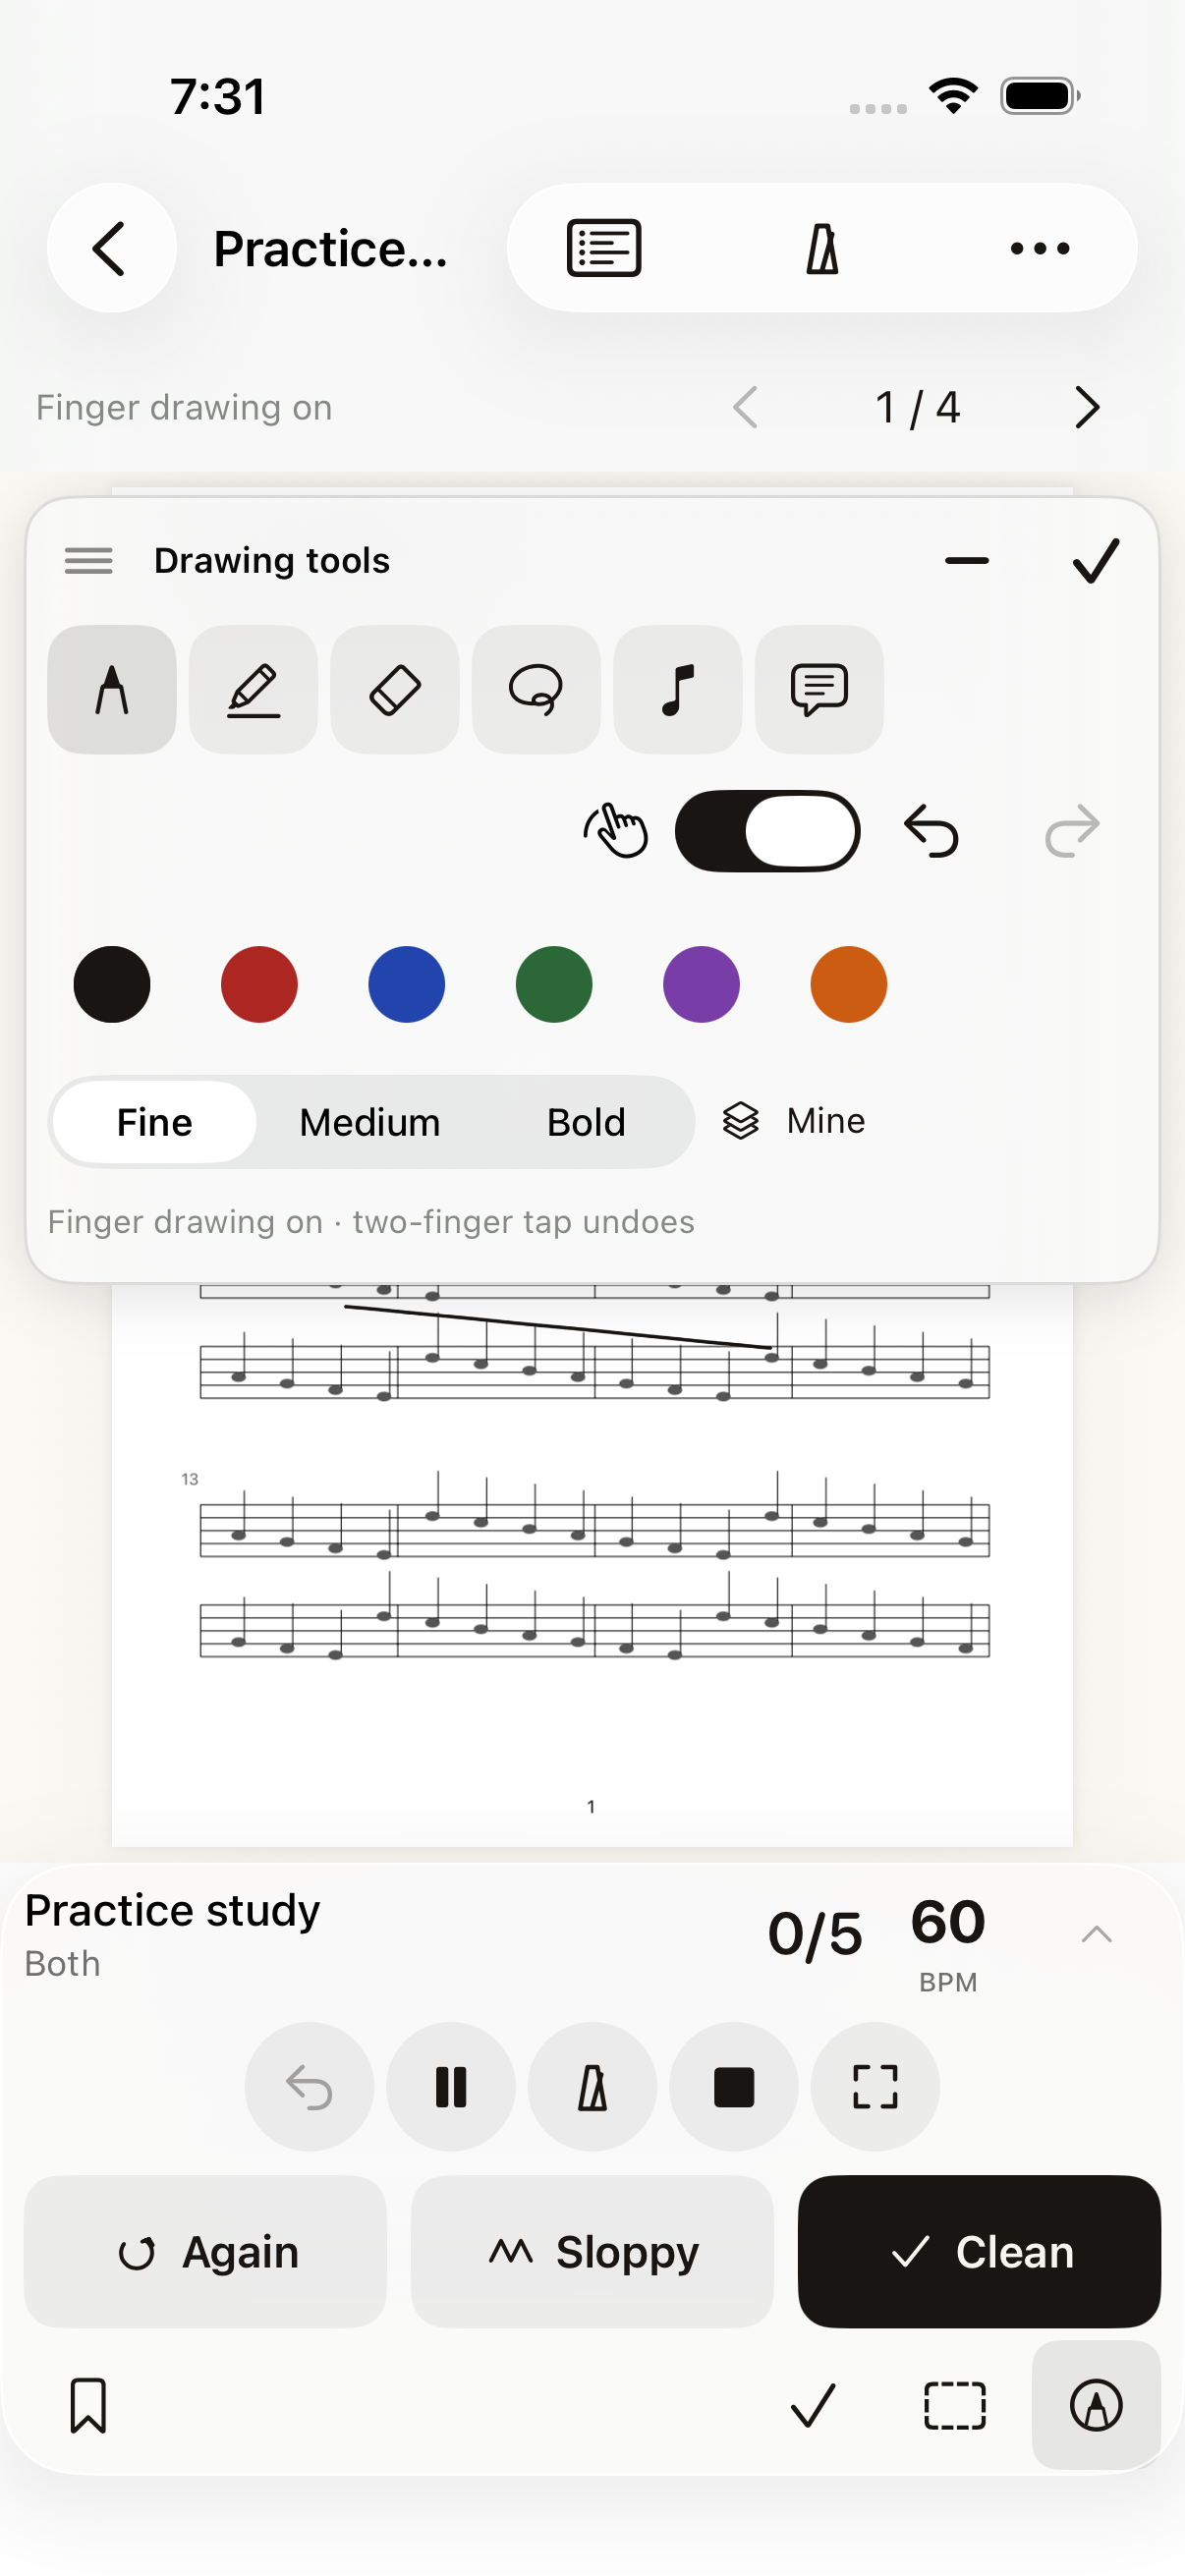 7:31
Practice...
Finger drawing on
1 / 4
Drawing tools
Fine Medium Bold Mine
Finger drawing on · two-finger tap undoes
13
1
Practice study
Both
0/5
60
BPM
Again
Sloppy
Clean